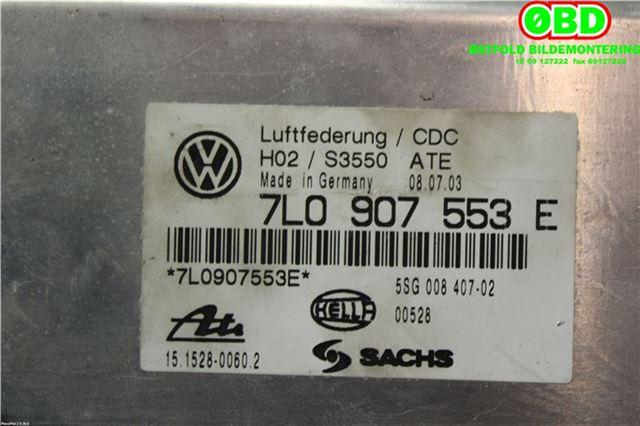 ØBD
ØSTFOLD BILDEMONTERING
tlf 69 127222 fax 69127229
Luftfederung / CDC
H02 / S3550 ATE
Made in Germany 08.07.03
7L0 907 553 E
*7L0907553E*
5SG 008 407-02
HELLA
00528
Ate
15.1528-0060.2
SACHS